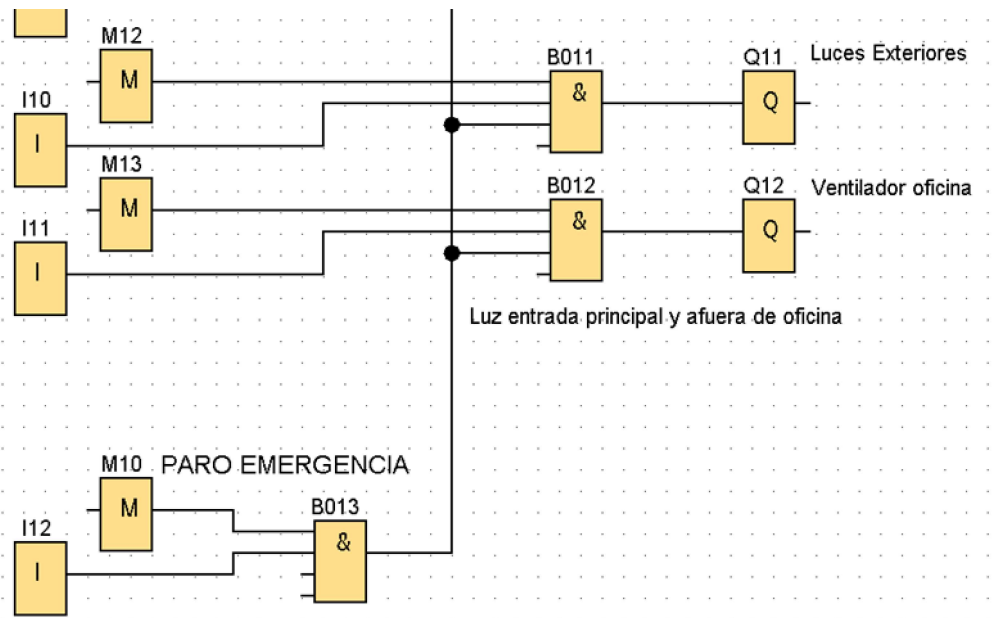 M12
M
B011
&
Q11
Q
Luces Exteriores
I10
I
M13
M
B012
&
Q12
Q
Ventilador oficina
I11
I
Luz entrada principal y afuera de oficina
M10
PARO EMERGENCIA
M
B013
&
I12
I